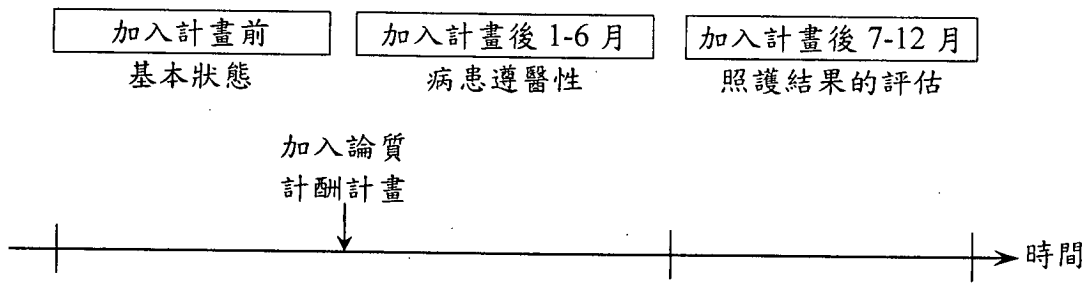 加入計畫前
加入計畫後 1-6 月
加入計畫後 7-12 月
基本狀態
病患遵醫性
照護結果的評估
加入論質
計酬計畫
時間